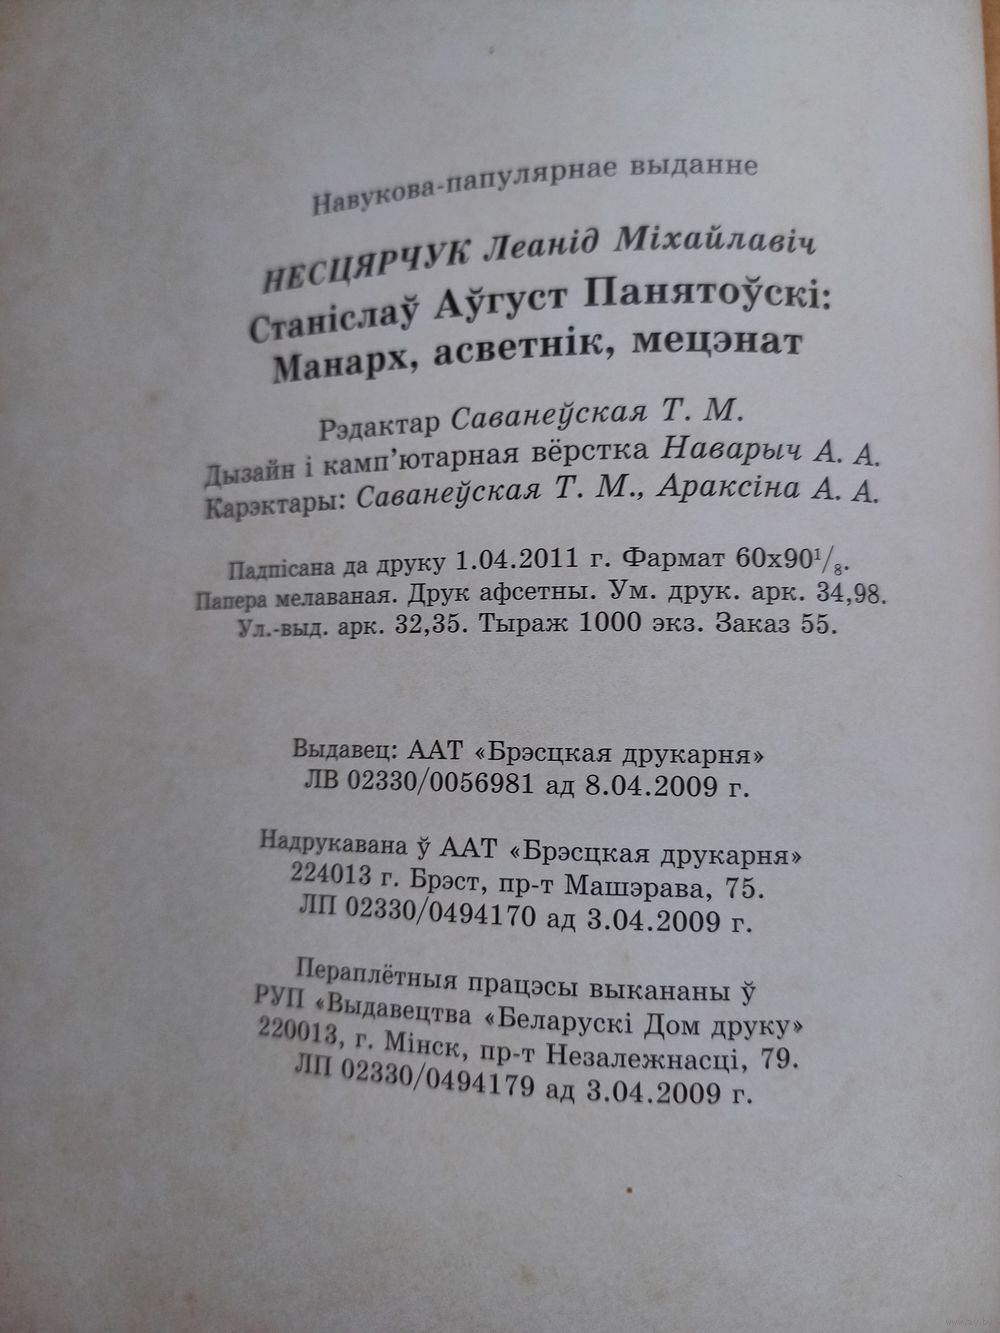 Навукова-папулярнае выданне
НЕСЦЯРЧУК Леанід Міхайлавіч
Станіслаў Аўгуст Панятоўскі:
Манарх, асветнік, мецэнат
Рэдактар Саванеўская Т. М.
Дызайн і камп'ютарная вёрстка Наварыч А. А.
Карэктары: Саванеўская Т. М., Араксіна А. А.
Падпісана да друку 1.04.2011 г. Фармат 60х90¹/₈.
Папера мелаваная. Друк афсетны. Ум. друк. арк. 34,98.
Ул.-выд. арк. 32,35. Тыраж 1000 экз. Заказ 55.
Выдавец: ААТ «Брэсцкая друкарня»
ЛВ 02330/0056981 ад 8.04.2009 г.
Надрукавана ў ААТ «Брэсцкая друкарня»
224013 г. Брэст, пр-т Машэрава, 75.
ЛП 02330/0494170 ад 3.04.2009 г.
Пераплётныя працэсы выкананы ў
РУП «Выдавецтва «Беларускі Дом друку»
220013, г. Мінск, пр-т Незалежнасці, 79.
ЛП 02330/0494179 ад 3.04.2009 г.